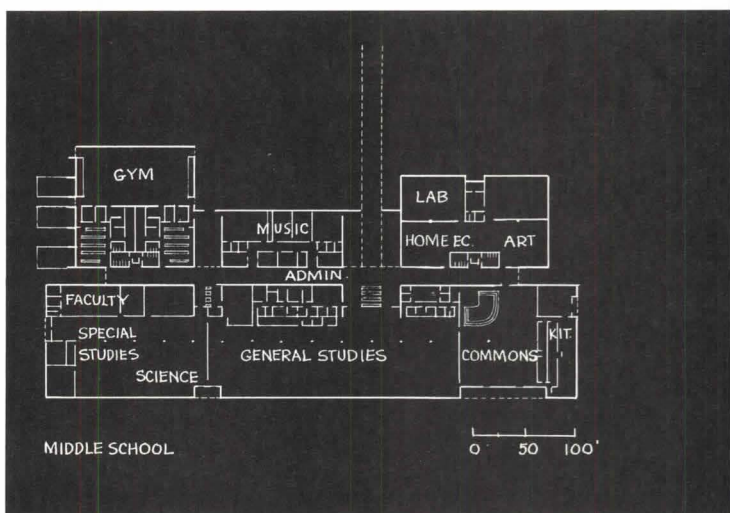 GYM
LAB
MUSIC
HOME EC. ART
ADMIN.
FACULTY
SPECIAL
STUDIES
GENERAL STUDIES
COMMONS
KIT.
SCIENCE
MIDDLE SCHOOL
0 50 100'